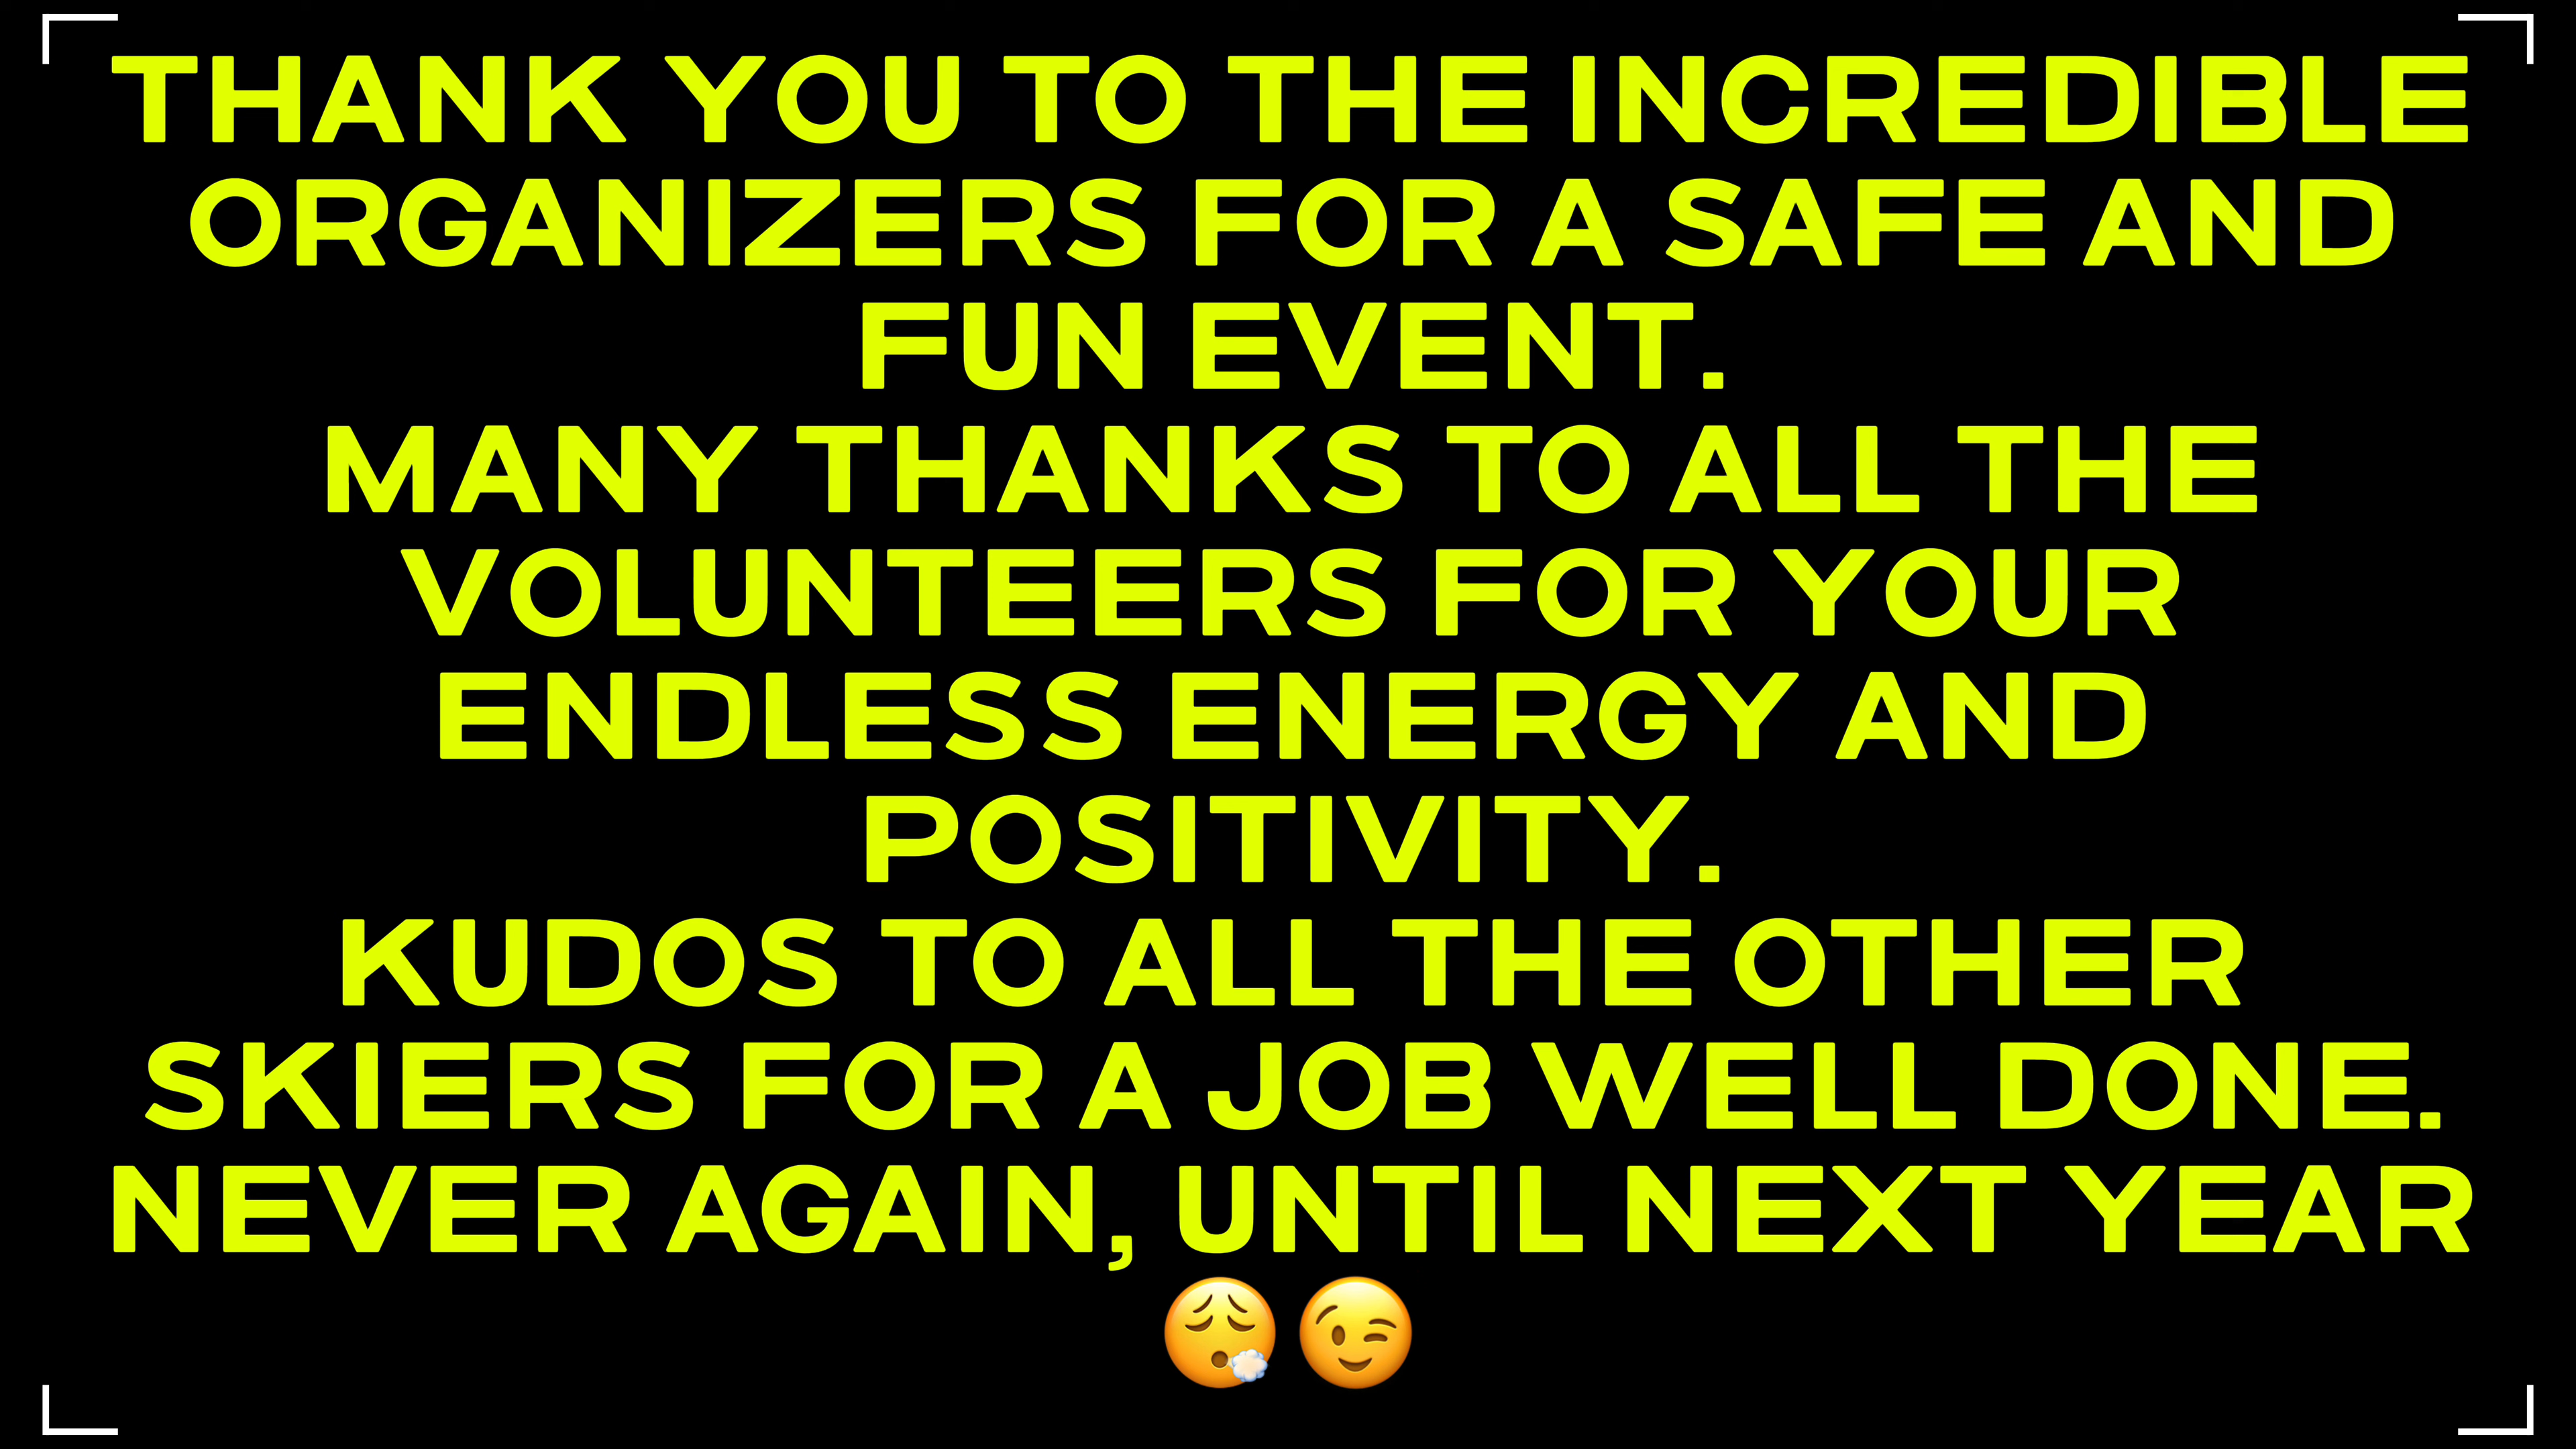 THANK YOU TO THE INCREDIBLE
ORGANIZERS FOR A SAFE AND
FUN EVENT.
MANY THANKS TO ALL THE
VOLUNTEERS FOR YOUR
ENDLESS ENERGY AND
POSITIVITY.
KUDOS TO ALL THE OTHER
SKIERS FOR A JOB WELL DONE.
NEVER AGAIN, UNTIL NEXT YEAR
😮‍💨 😉